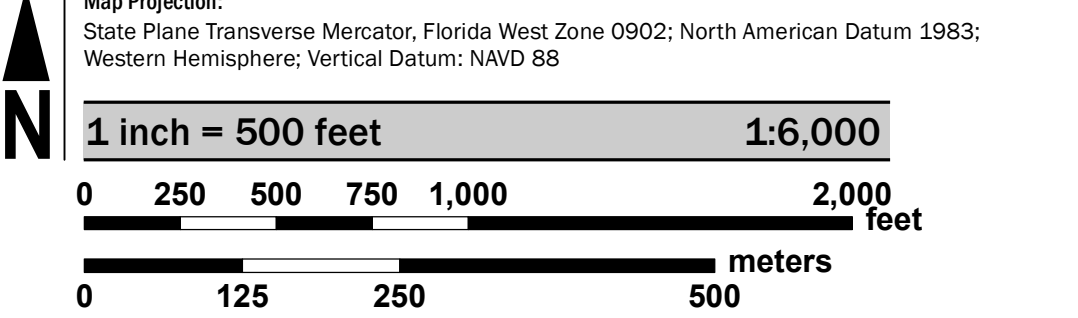 Map Projection:
State Plane Transverse Mercator, Florida West Zone 0902; North American Datum 1983;
Western Hemisphere; Vertical Datum: NAVD 88
N
1 inch = 500 feet 1:6,000
0 250 500 750 1,000 2,000
feet
meters
0 125 250 500